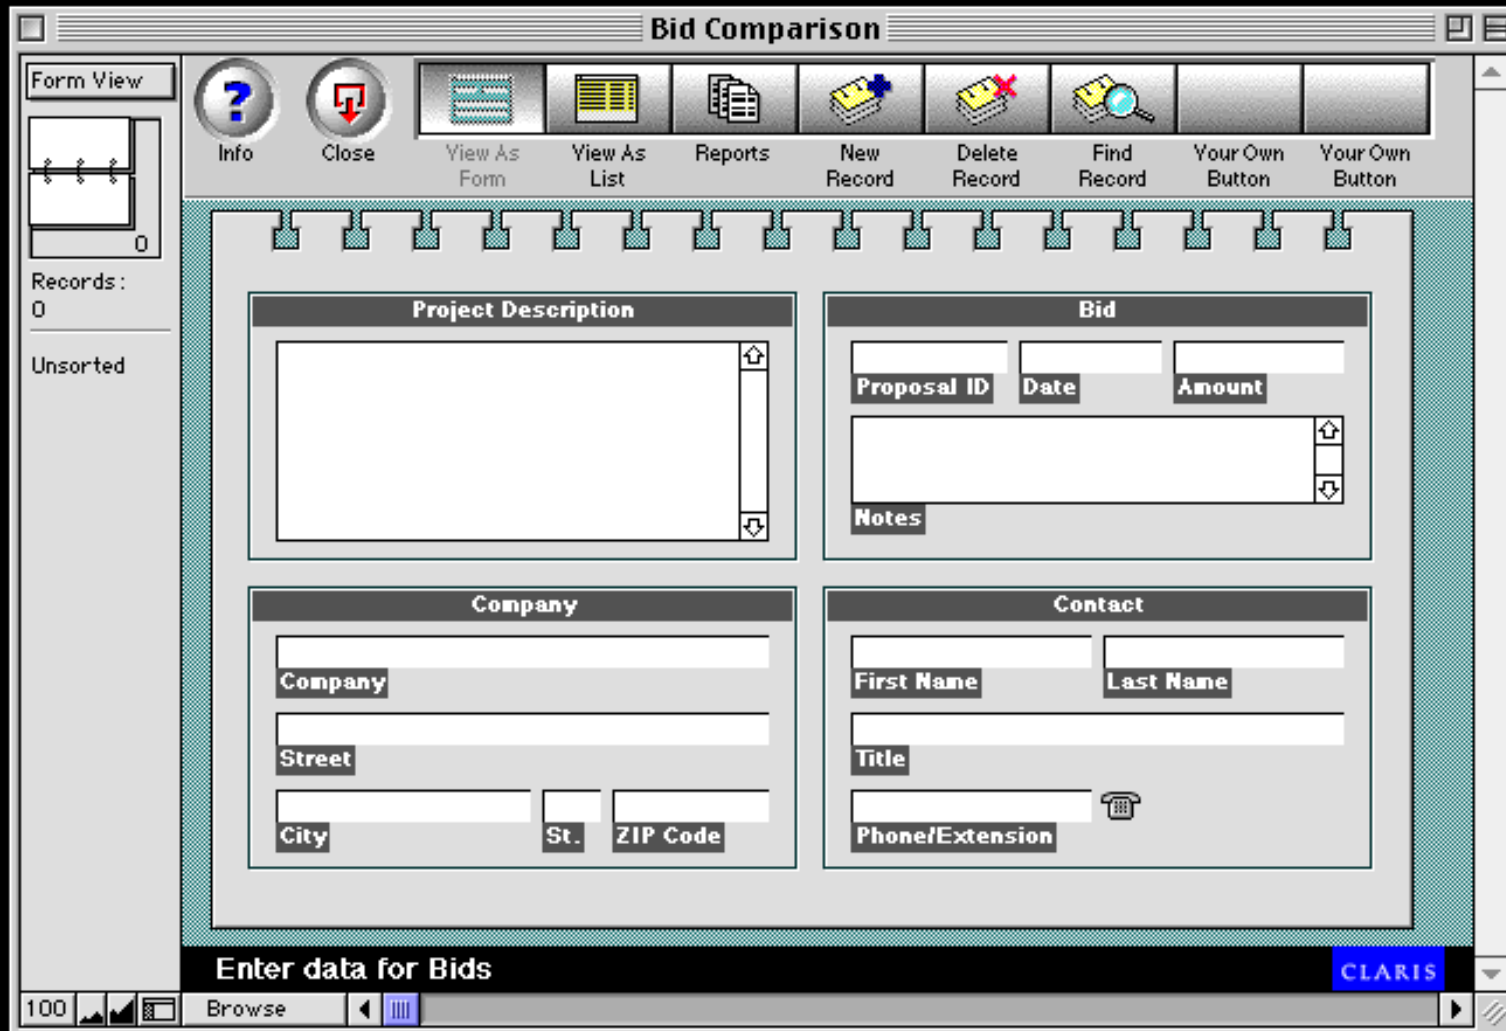 Bid Comparison
Form View
0
Records:
0
Unsorted
?
Info
Close
View As
Form
View As
List
Reports
New
Record
Delete
Record
Find
Record
Your Own
Button
Your Own
Button
Project Description
Bid
Proposal ID
Date
Amount
Notes
Company
Company
Street
City
St.
ZIP Code
Contact
First Name
Last Name
Title
Phone/Extension
Enter data for Bids
CLARIS
100
Browse